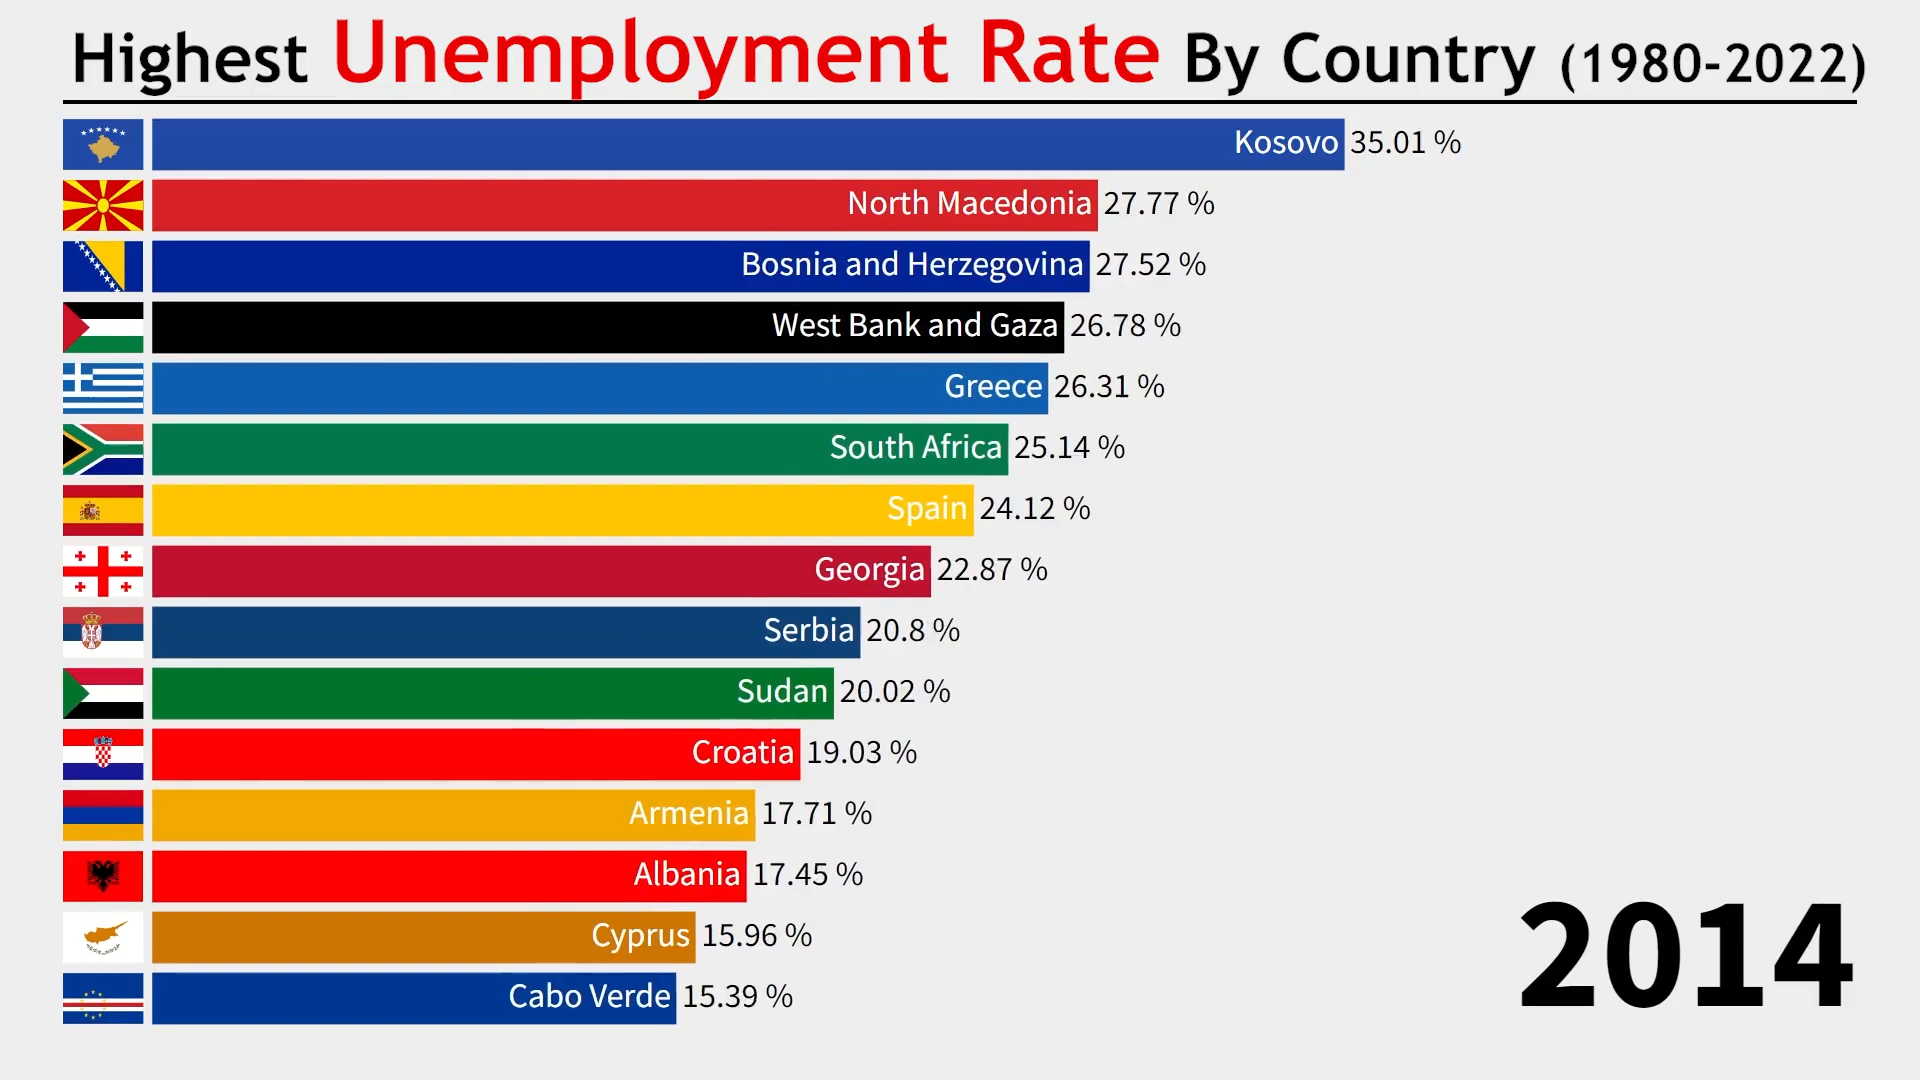 Highest Unemployment Rate By Country (1980-2022)
Kosovo 35.01 %
North Macedonia 27.77 %
Bosnia and Herzegovina 27.52 %
West Bank and Gaza 26.78 %
Greece 26.31 %
South Africa 25.14 %
Spain 24.12 %
Georgia 22.87 %
Serbia 20.8 %
Sudan 20.02 %
Croatia 19.03 %
Armenia 17.71 %
Albania 17.45 %
Cyprus 15.96 %
Cabo Verde 15.39 %
2014